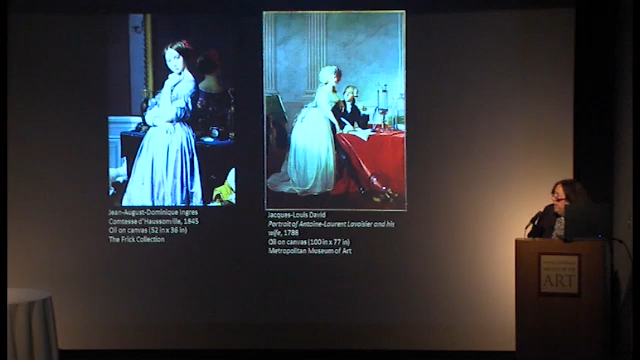 Jean-August-Dominique Ingres
Comtesse d'Haussonville, 1845
Oil on canvas (52 in x 36 in)
The Frick Collection
Jacques-Louis David
Portrait of Antoine-Laurent Lavoisier and his
wife, 1788
Oil on canvas (100 in x 77 in)
Metropolitan Museum of Art
MUSEUM OF
ART